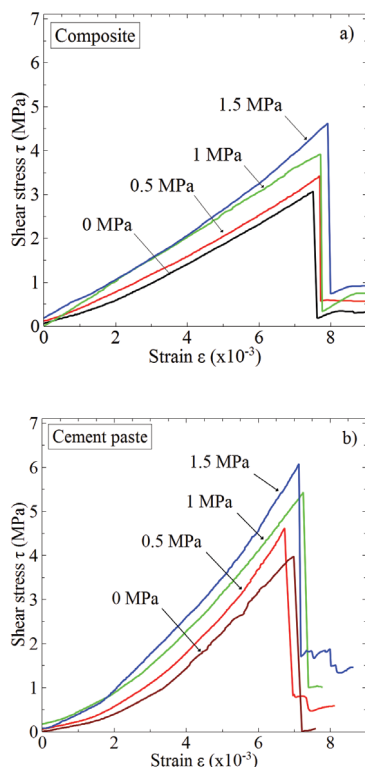 Composite
a)
7
6
5
4
3
2
1
0
Shear stress τ (MPa)
1.5 MPa
1 MPa
0.5 MPa
0 MPa
0 2 4 6 8
Strain ε (x10-3)
Cement paste
b)
7
6
5
4
3
2
1
0
Shear stress τ (MPa)
1.5 MPa
1 MPa
0.5 MPa
0 MPa
0 2 4 6 8
Strain ε (x10-3)